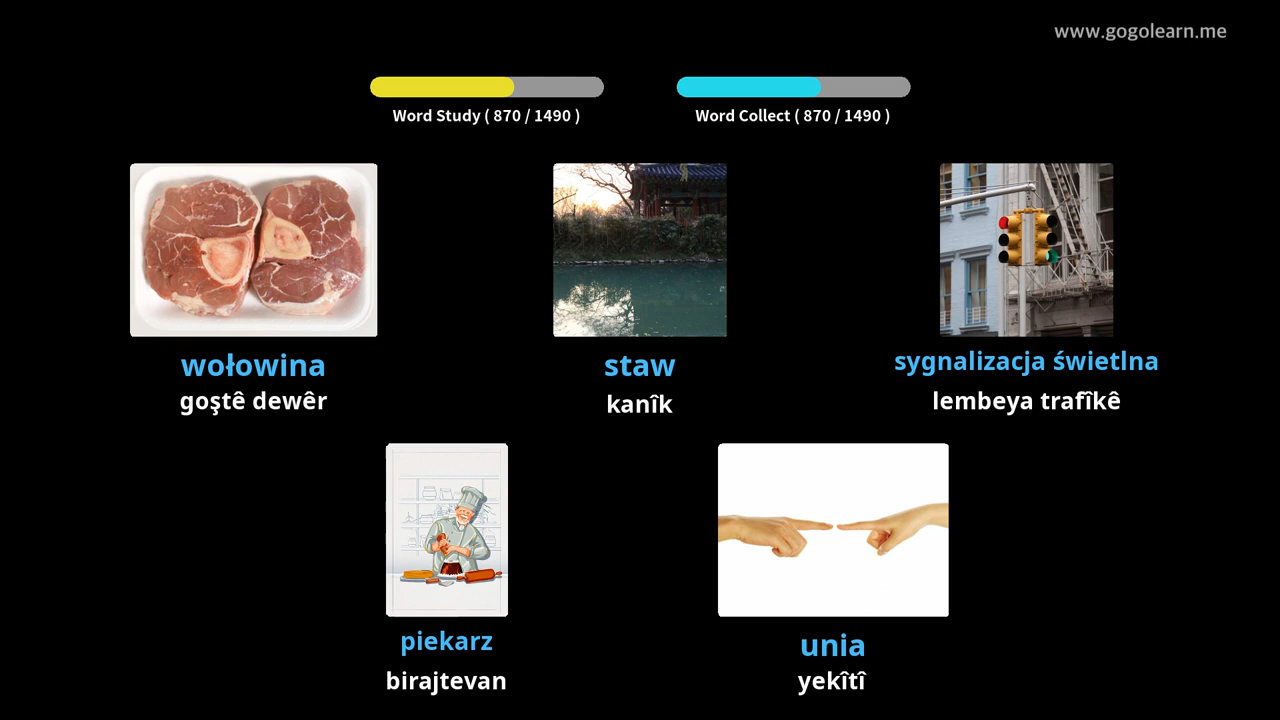 www.gogolearn.me
Word Study ( 870 / 1490 )
Word Collect ( 870 / 1490 )
wołowina
goştê dewêr
staw
kanîk
sygnalizacja świetlna
lembeya trafîkê
piekarz
birajtevan
unia
yekîtî